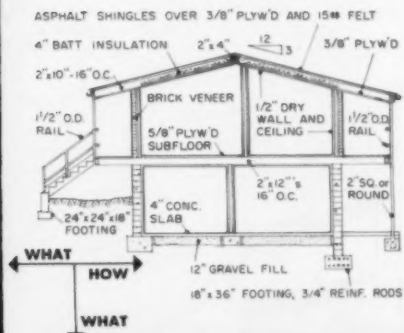 ASPHALT SHINGLES OVER 3/8" PLYW'D AND 15## FELT
4" BATT INSULATION
2"x4"
12
3
3/8" PLYW'D
2"x10"-16" O.C.
BRICK VENEER
1/2" DRY
WALL AND
CEILING
1 1/2" O.D.
RAIL
5/8" PLYW'D
SUBFLOOR
1 1/2" O.D.
RAIL
2"x12"'s
16" O.C.
24"x24"x18"
FOOTING
4" CONC.
SLAB
2" SQ. or
ROUND
WHAT
HOW
WHAT
12" GRAVEL FILL
18"x36" FOOTING, 3/4" REINF. RODS